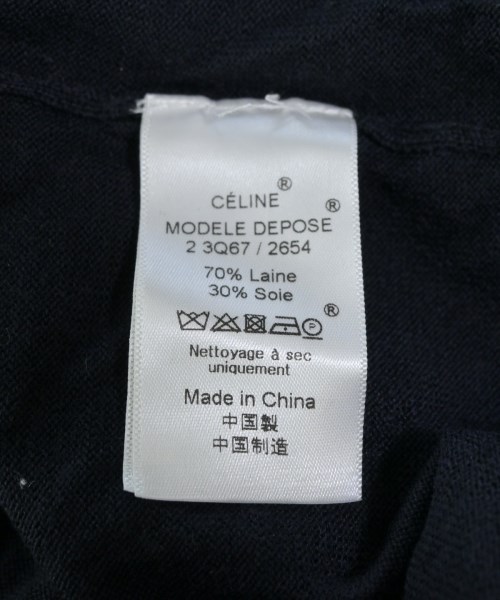 CÉLINE®
MODELE DEPOSE®
2 3Q67 / 2654
70% Laine
30% Soie
P ®
Nettoyage à sec
uniquement
Made in China
中国製
中国制造